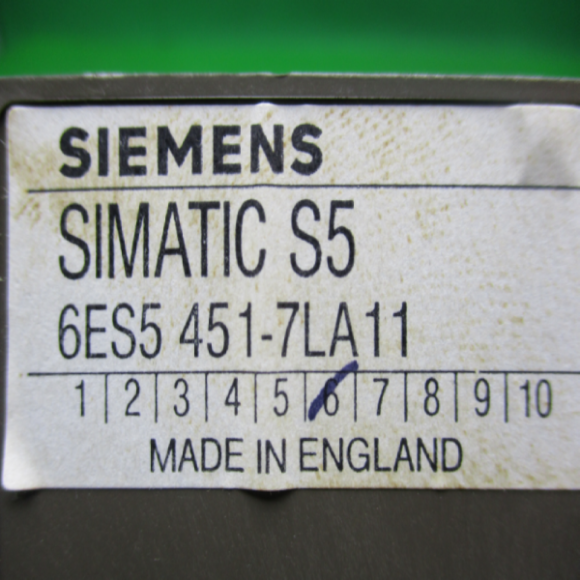 SIEMENS
SIMATIC S5
6ES5 451-7LA11
1 | 2 | 3 | 4 | 5 | 6 | 7 | 8 | 9 | 10
MADE IN ENGLAND